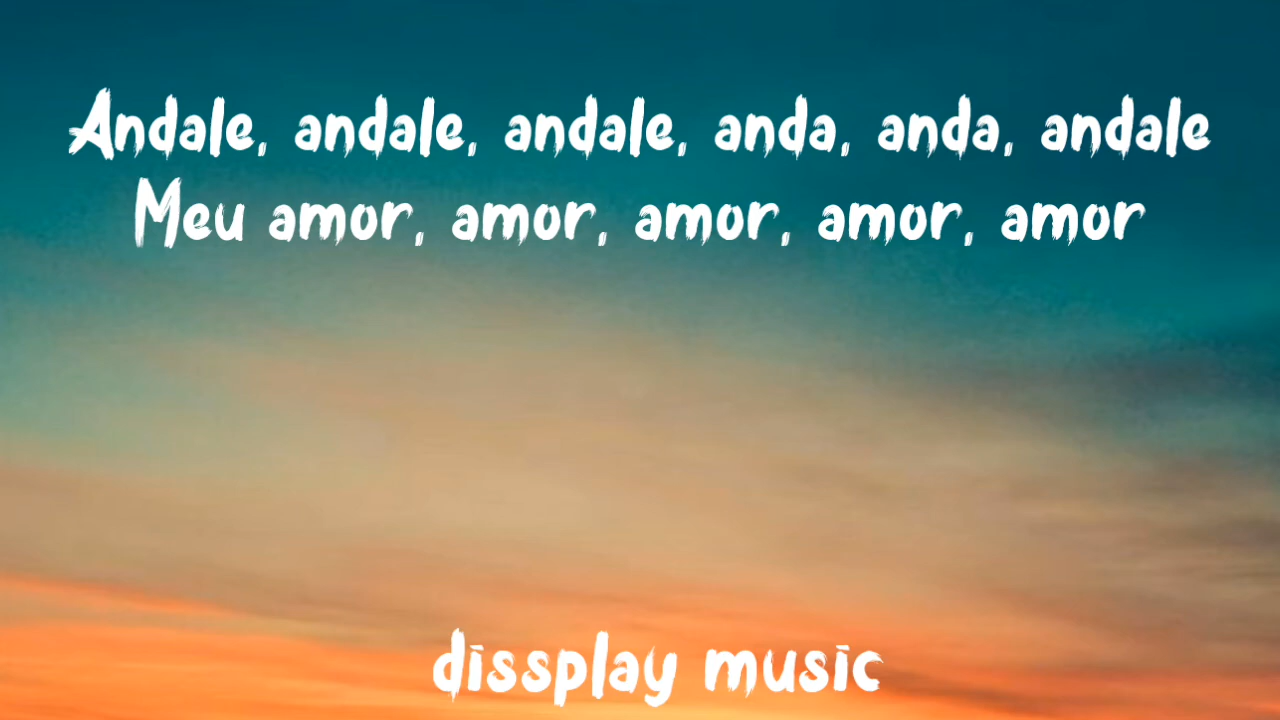 Andale, andale, andale, anda, anda, andale
Meu amor, amor, amor, amor, amor
dissplay music